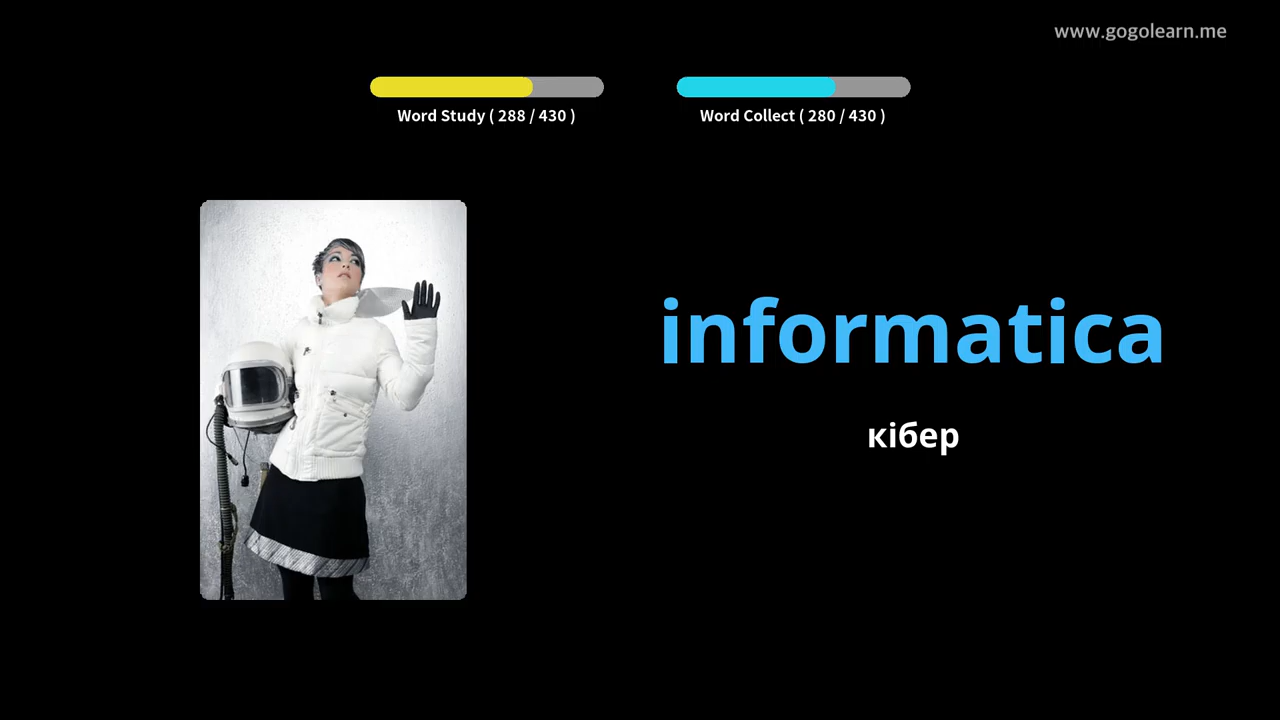 www.gogolearn.me
Word Study ( 288 / 430 )
Word Collect ( 280 / 430 )
informatica
кібер